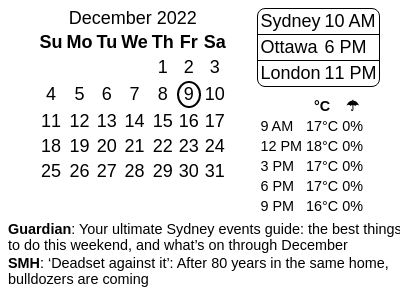 December 2022
Su Mo Tu We Th Fr Sa
1 2 3
4 5 6 7 8 9 10
11 12 13 14 15 16 17
18 19 20 21 22 23 24
25 26 27 28 29 30 31
Sydney 10 AM
Ottawa 6 PM
London 11 PM
°C ☂
9 AM 17°C 0%
12 PM 18°C 0%
3 PM 17°C 0%
6 PM 17°C 0%
9 PM 16°C 0%
Guardian: Your ultimate Sydney events guide: the best things
to do this weekend, and what’s on through December
SMH: ‘Deadset against it’: After 80 years in the same home,
bulldozers are coming